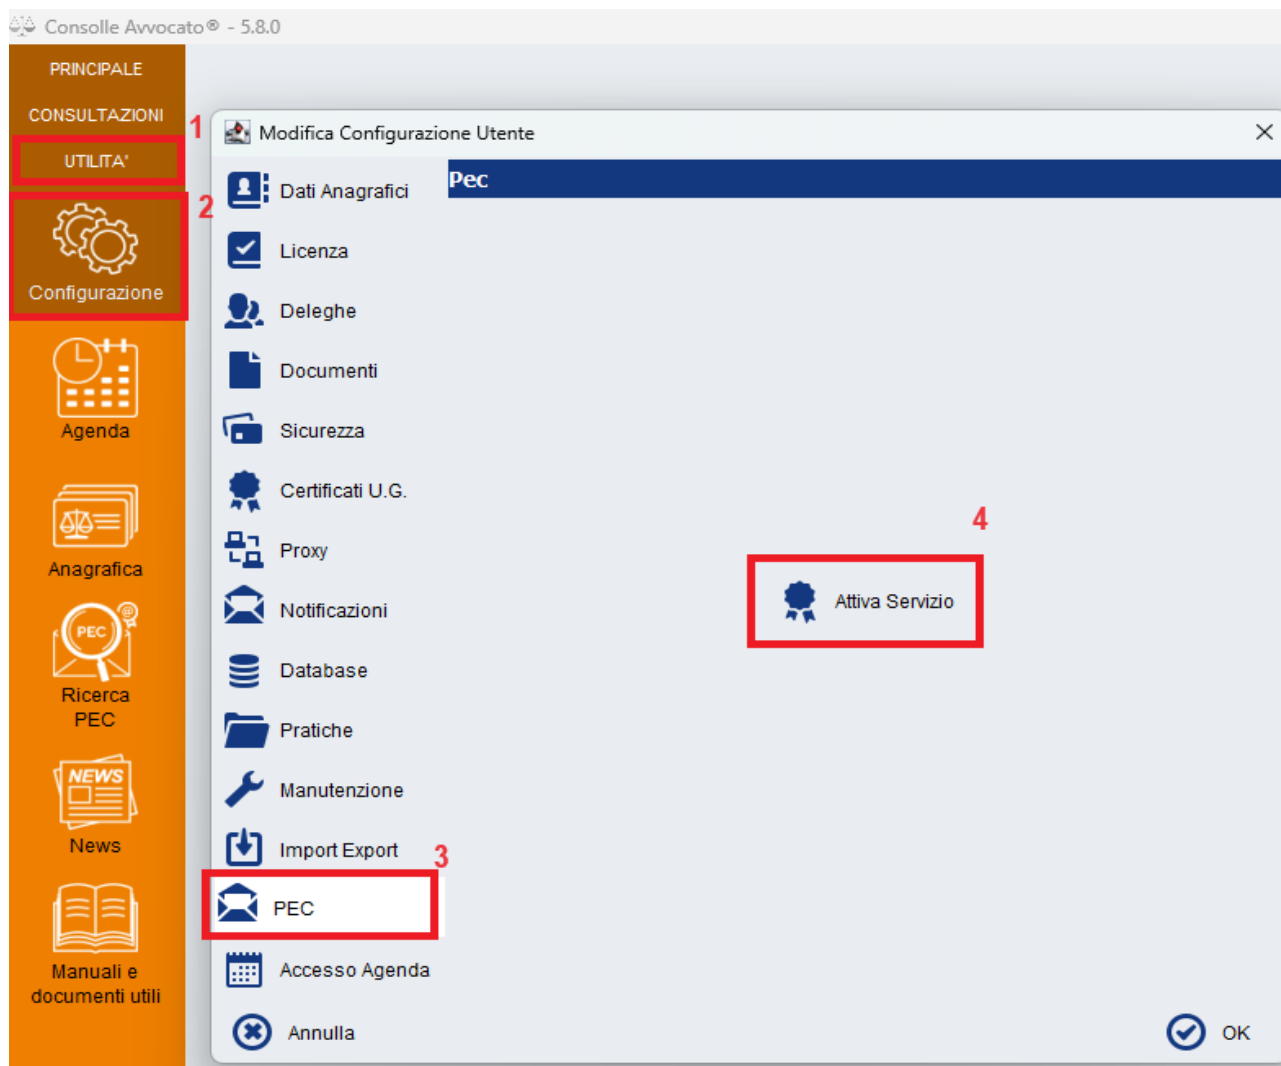 Consolle Avvocato® - 5.8.0
PRINCIPALE
CONSULTAZIONI
1
UTILITA'
2
Configurazione
Agenda
Anagrafica
PEC
@
Ricerca
PEC
NEWS
News
Manuali e
documenti utili
Modifica Configurazione Utente
Dati Anagrafici
Licenza
Deleghe
Documenti
Sicurezza
Certificati U.G.
Proxy
Notificazioni
Database
Pratiche
Manutenzione
Import Export
3
PEC
Accesso Agenda
Annulla
Pec
4
Attiva Servizio
OK